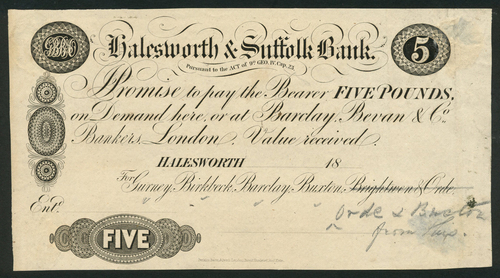 Halesworth & Suffolk Bank.
5
Pursuant to the ACT of 9th GEO. IV. Cap. 23.
I Promise to pay the Bearer FIVE POUNDS,
on Demand here, or at Barclay, Bevan & Co
Bankers, London. Value received.
HALESWORTH 18
For Gurney, Birkbeck, Barclay, Buxton, Brightwen & Orde.
Orde & Buxton
Entd.
from
FIVE